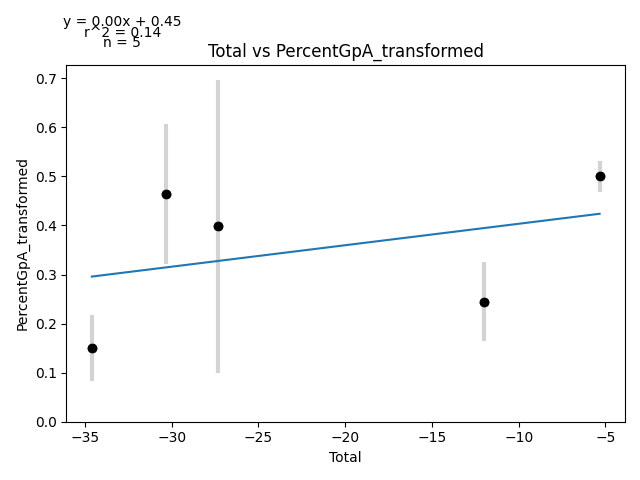 y = 0.00x + 0.45
r^2 = 0.14
n = 5
Total vs PercentGpA_transformed
PercentGpA_transformed
0.7
0.6
0.5
0.4
0.3
0.2
0.1
0.0
−35
−30
−25
−20
−15
−10
−5
Total